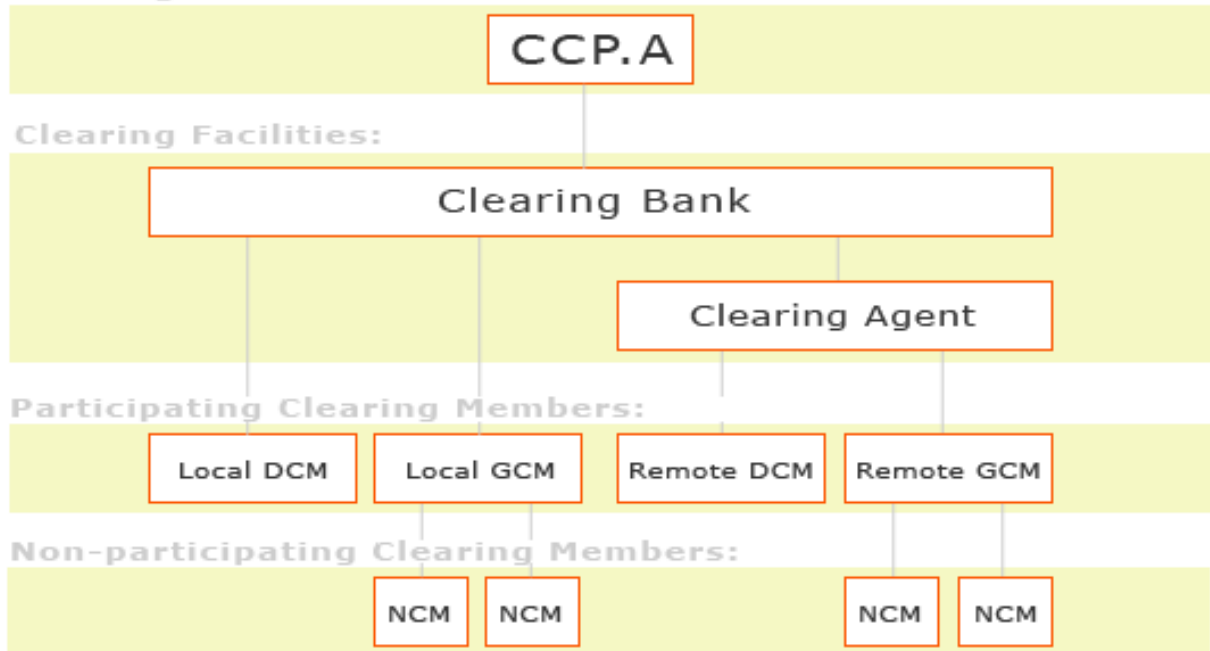 CCP.A
Clearing Facilities:
Clearing Bank
Clearing Agent
Participating Clearing Members:
Local DCM
Local GCM
Remote DCM
Remote GCM
Non-participating Clearing Members:
NCM
NCM
NCM
NCM